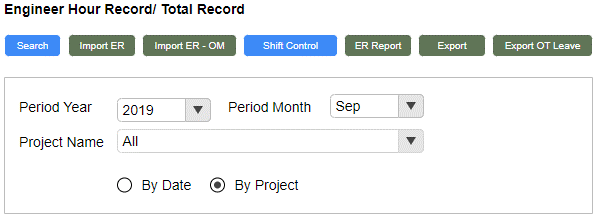 Engineer Hour Record/ Total Record
Search Import ER Import ER - OM Shift Control ER Report Export Export OT Leave
Period Year 2019 Period Month Sep
Project Name All
By Date By Project